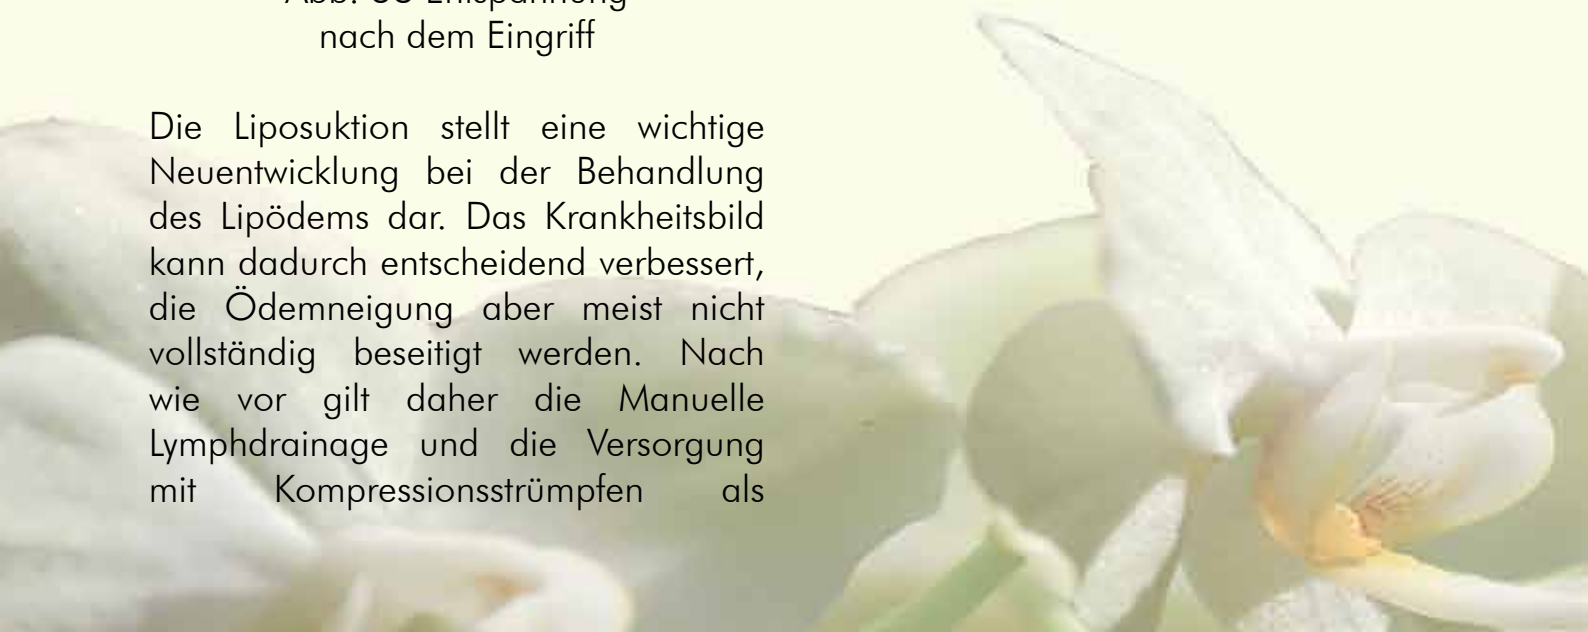 nach dem Eingriff
Die Liposuktion stellt eine wichtige
Neuentwicklung bei der Behandlung
des Lipödems dar. Das Krankheitsbild
kann dadurch entscheidend verbessert,
die Ödemneigung aber meist nicht
vollständig beseitigt werden. Nach
wie vor gilt daher die Manuelle
Lymphdrainage und die Versorgung
mit Kompressionsstrümpfen als